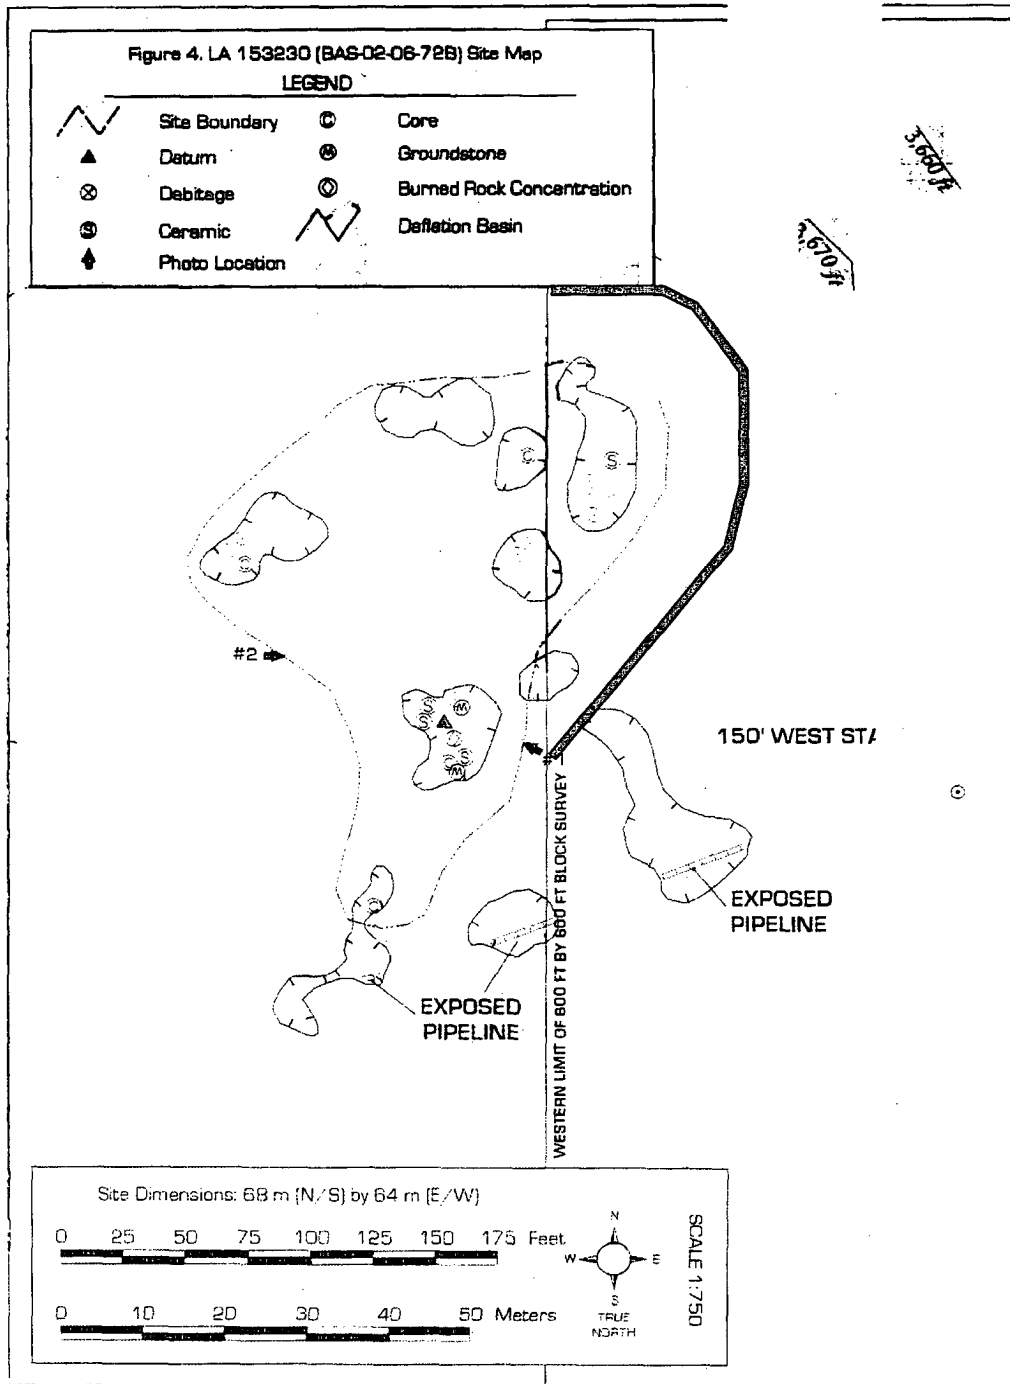 Figure 4. LA 153230 (BAS-02-06-72B) Site Map
LEGEND
Site Boundary
C
Core
Datum
M
Groundstone
Debitage
Burned Rock Concentration
S
Ceramic
Deflation Basin
Photo Location
3,660 ft
670 ft
C
S
C
#2
S
M
S
S
M
150' WEST STA
WESTERN LIMIT OF 600 FT BY 600 FT BLOCK SURVEY
EXPOSED
PIPELINE
EXPOSED
PIPELINE
Site Dimensions: 68 m (N/S) by 64 m (E/W)
0 25 50 75 100 125 150 175 Feet
0 10 20 30 40 50 Meters
N
W E
S
TRUE
NORTH
SCALE 1:750